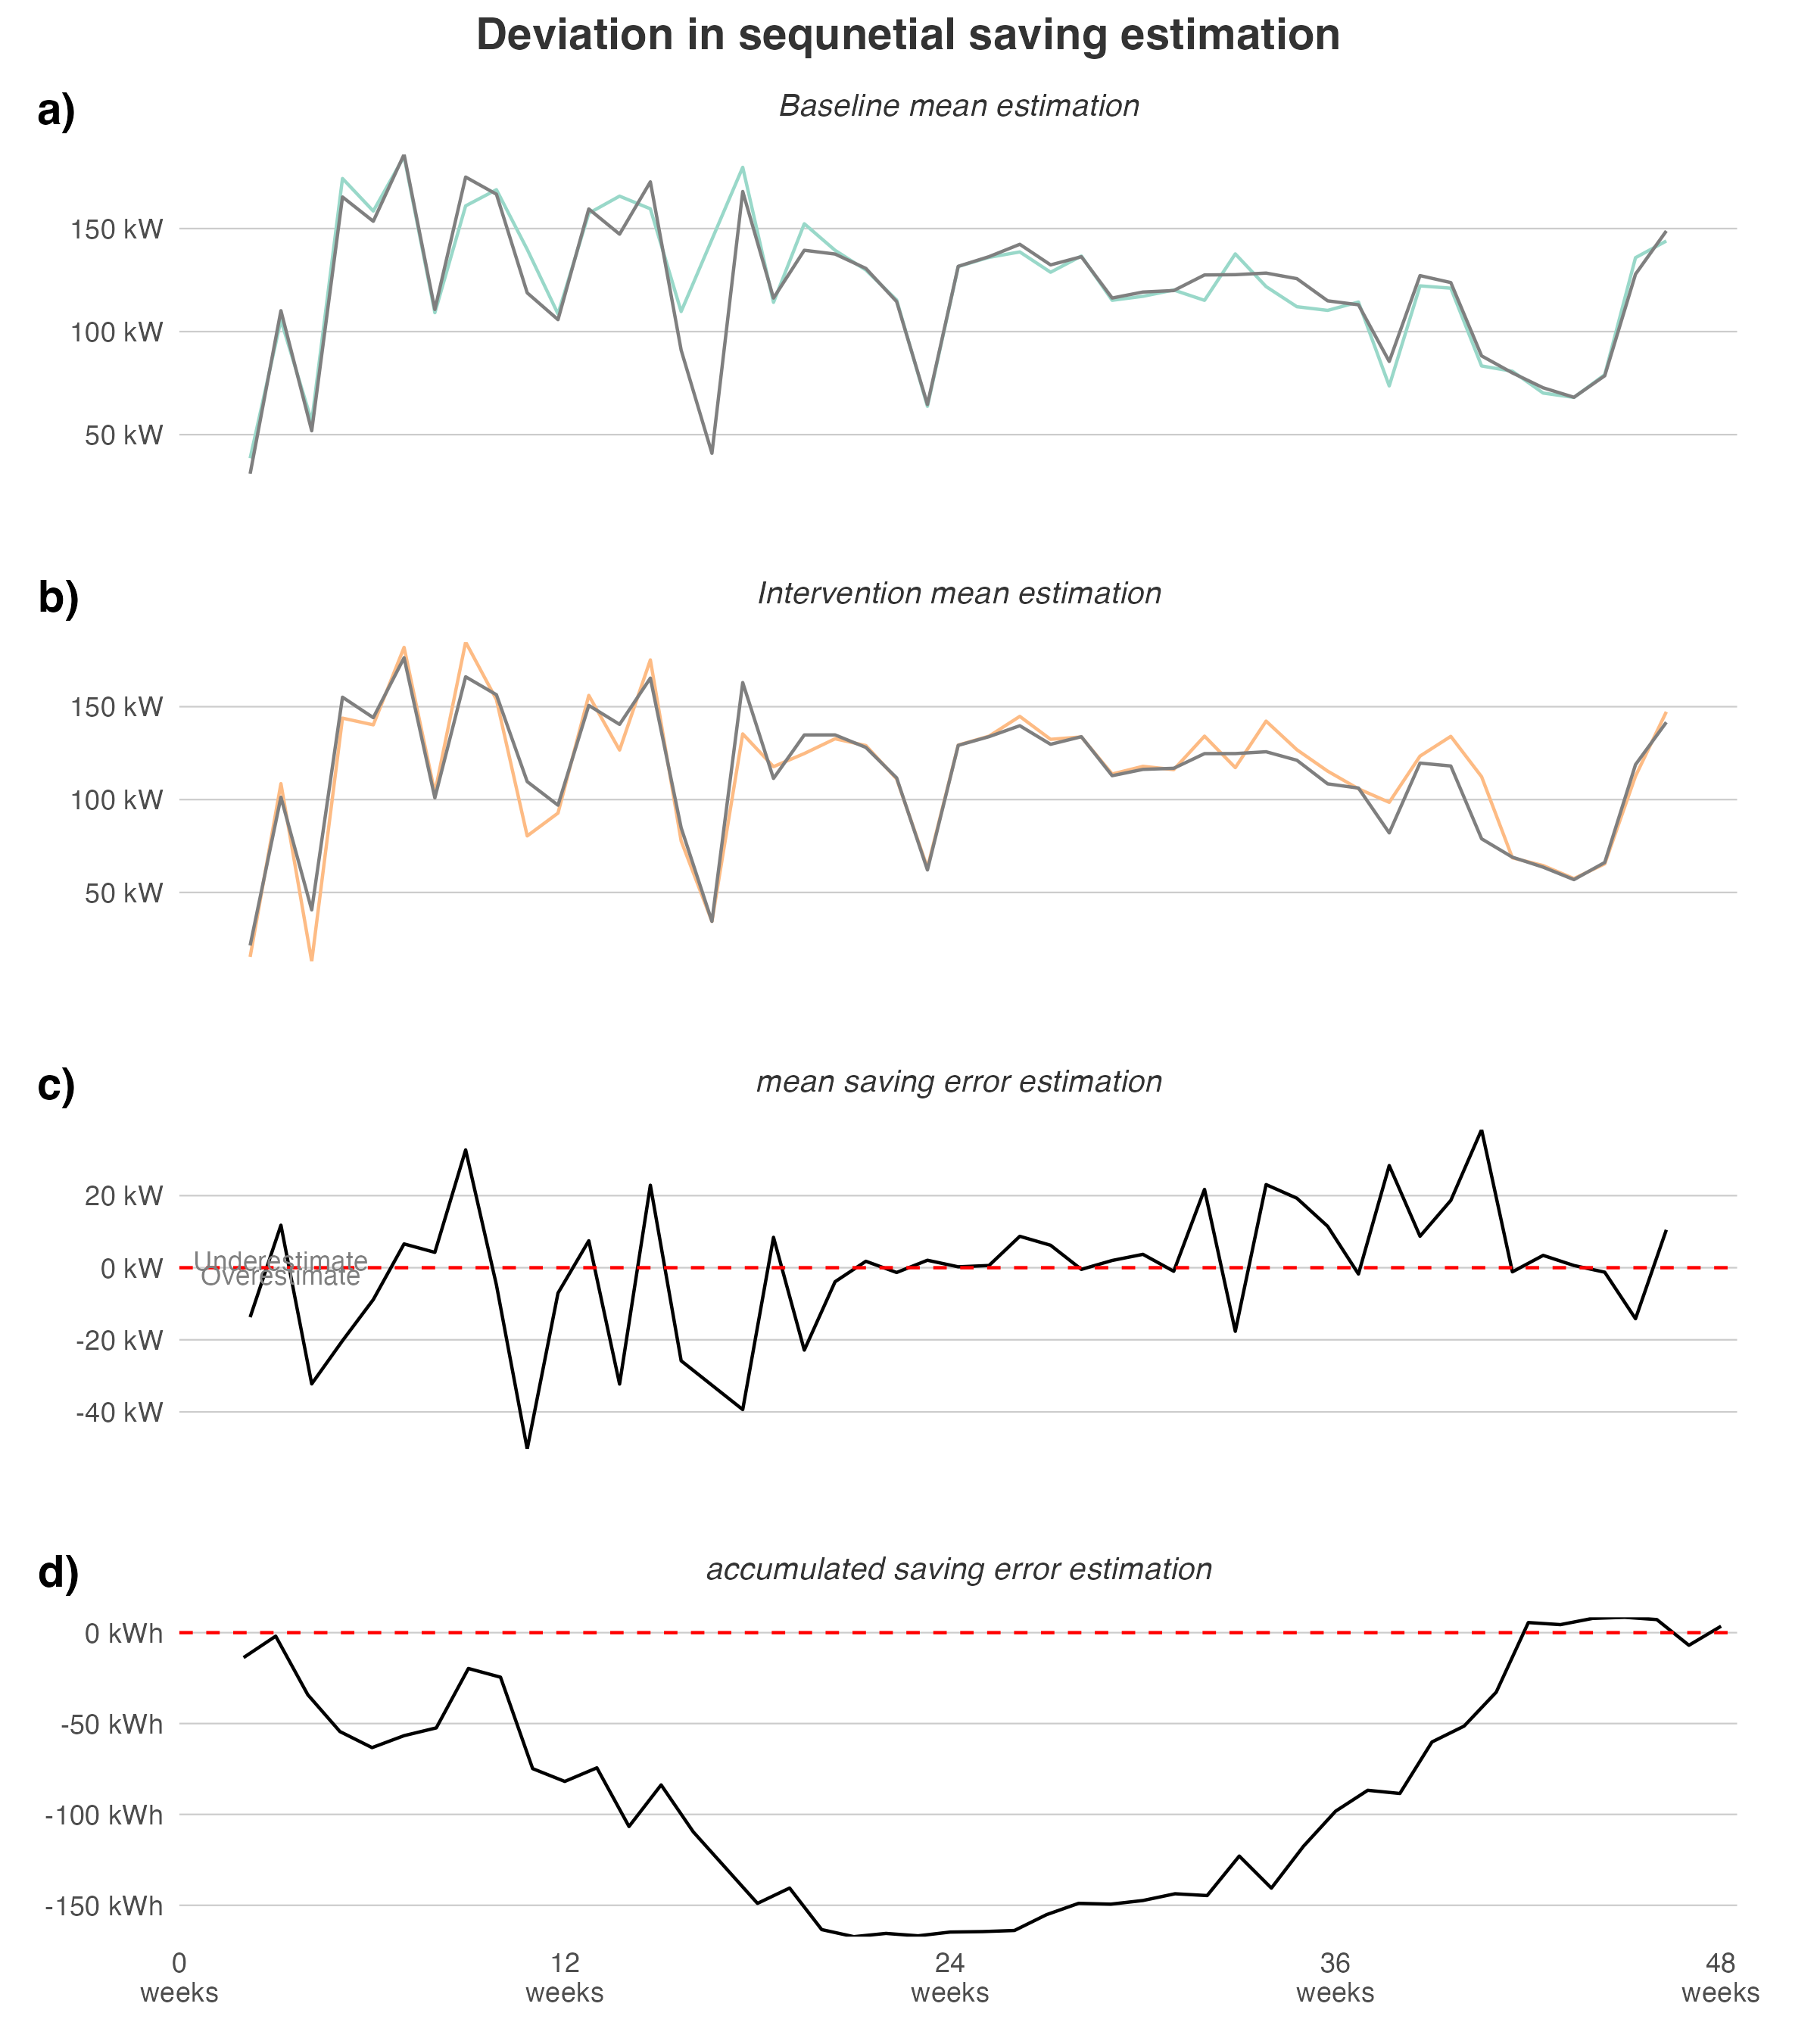 Deviation in sequnetial saving estimation
a)
Baseline mean estimation
150 kW
100 kW
50 kW
b)
Intervention mean estimation
150 kW
100 kW
50 kW
c)
mean saving error estimation
20 kW
Underestimate
0 kW
Overestimate
-20 kW
-40 kW
d)
accumulated saving error estimation
0 kWh
-50 kWh
-100 kWh
-150 kWh
0 12 24 36 48
weeks weeks weeks weeks weeks